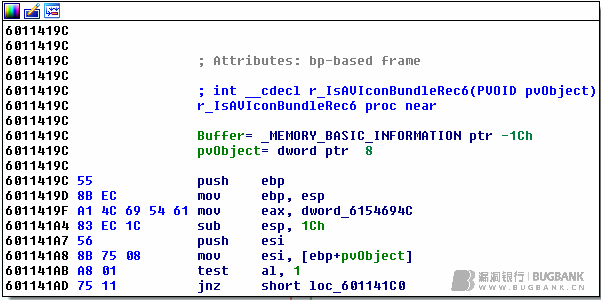 6011419C
6011419C
6011419C ; Attributes: bp-based frame
6011419C
6011419C ; int __cdecl r_IsAVIconBundleRec6(PVOID pvObject)
6011419C r_IsAVIconBundleRec6 proc near
6011419C
6011419C Buffer= _MEMORY_BASIC_INFORMATION ptr -1Ch
6011419C pvObject= dword ptr  8
6011419C
6011419C 55 push ebp
6011419D 8B EC mov ebp, esp
6011419F A1 4C 69 54 61 mov eax, dword_6154694C
601141A4 83 EC 1C sub esp, 1Ch
601141A7 56 push esi
601141A8 8B 75 08 mov esi, [ebp+pvObject]
601141AB A8 01 test al, 1
601141AD 75 11 jnz short loc_601141C0
漏洞银行 | BUGBANK
WWW.BUGBANK.CN